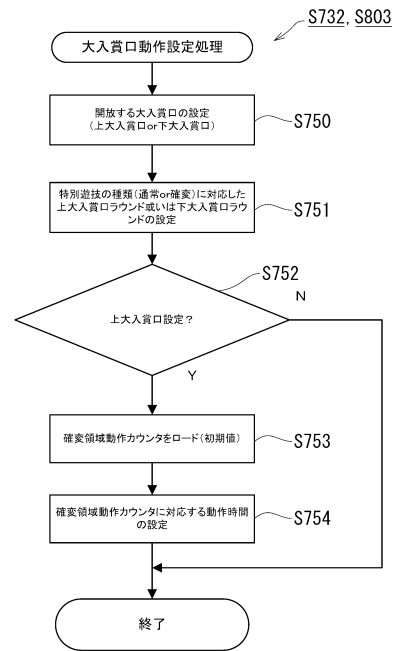 S732, S803
大入賞口動作設定処理
開放する大入賞口の設定
(上大入賞口or下大入賞口)
S750
特別遊技の種類(通常or確変)に対応した
上大入賞口ラウンド或いは下大入賞口ラウ
ンドの設定
S751
S752
上大入賞口設定?
N
Y
確変領域動作カウンタをロード(初期値)
S753
確変領域動作カウンタに対応する動作時間
の設定
S754
終了